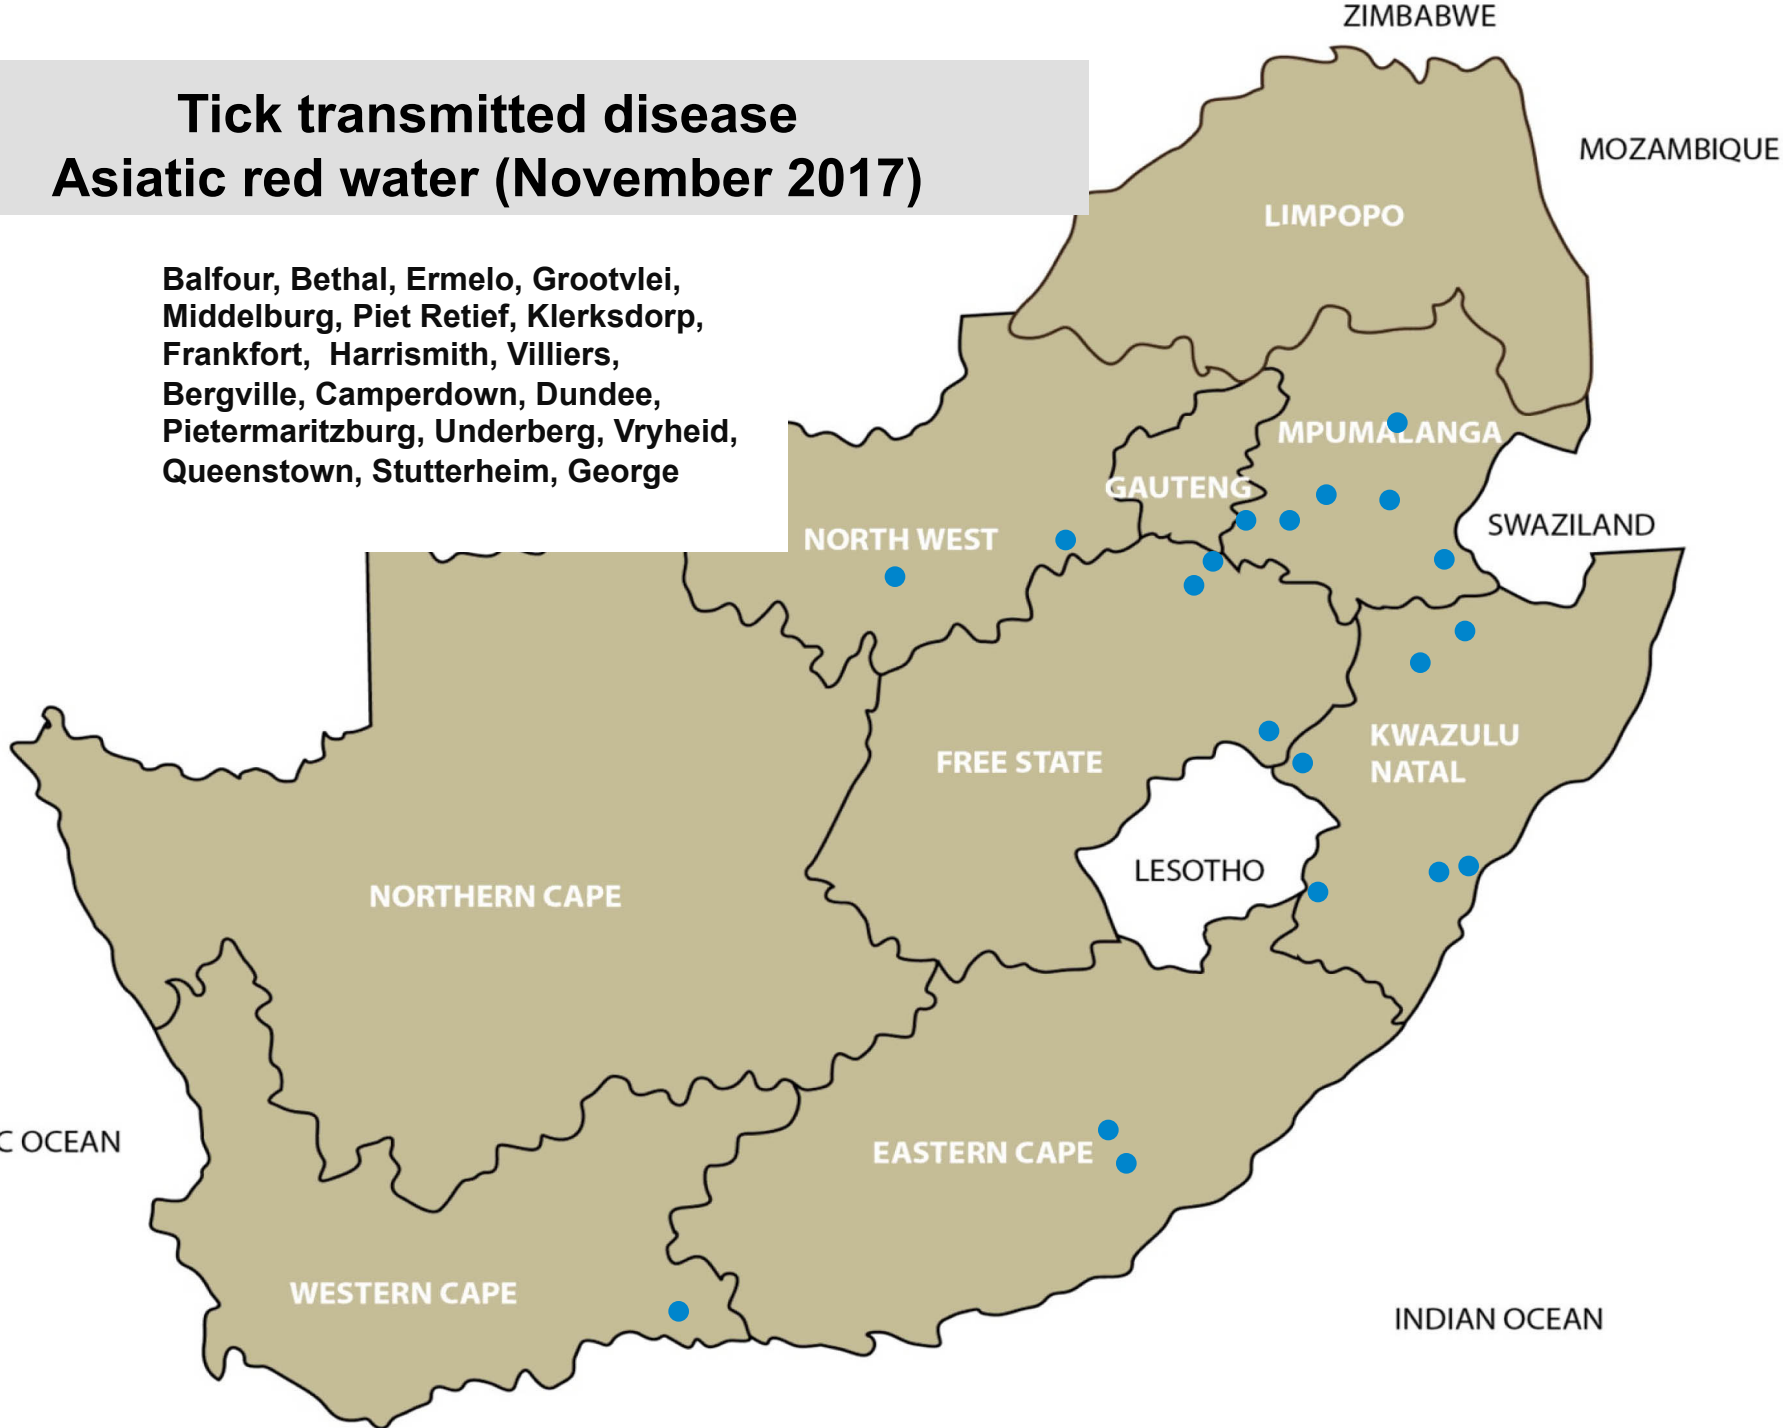 ZIMBABWE
Tick transmitted disease
Asiatic red water (November 2017)
MOZAMBIQUE
LIMPOPO
Balfour, Bethal, Ermelo, Grootvlei,
Middelburg, Piet Retief, Klerksdorp,
Frankfort, Harrismith, Villiers,
Bergville, Camperdown, Dundee,
Pietermaritzburg, Underberg, Vryheid,
Queenstown, Stutterheim, George
MPUMALANGA
GAUTENG
SWAZILAND
NORTH WEST
KWAZULU
NATAL
FREE STATE
LESOTHO
NORTHERN CAPE
C OCEAN
EASTERN CAPE
WESTERN CAPE
INDIAN OCEAN